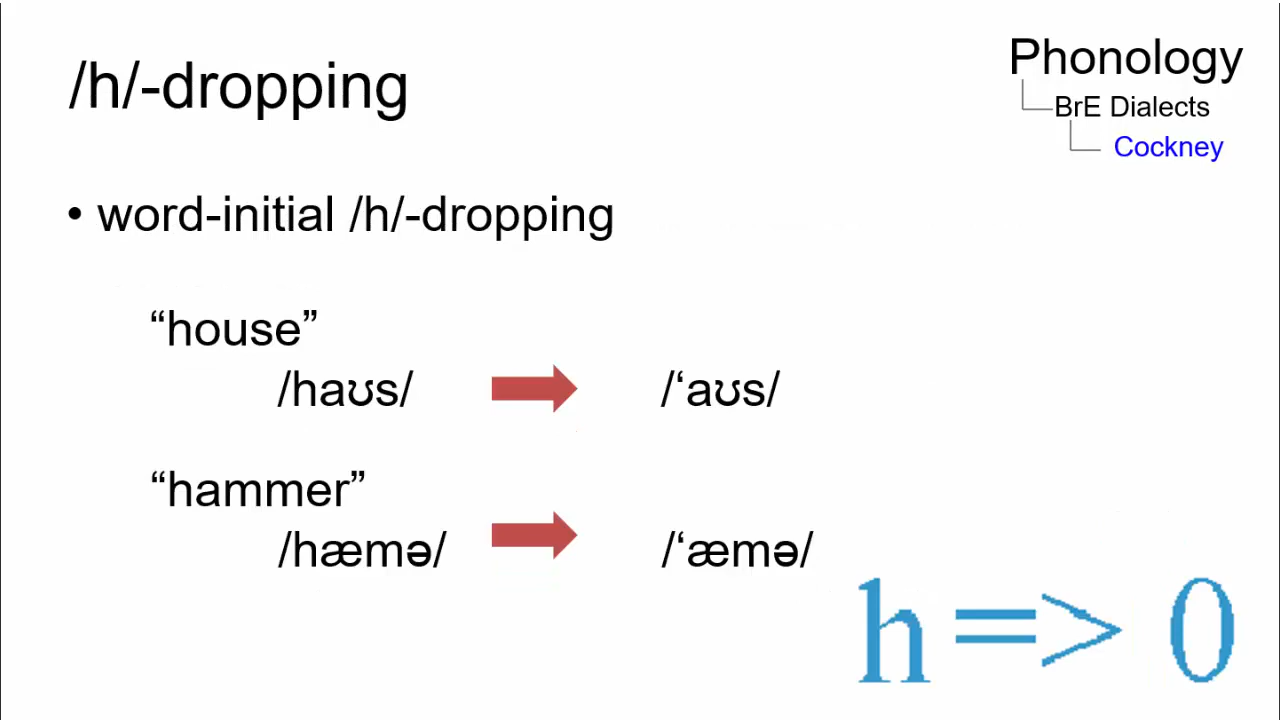 /h/-dropping
Phonology
BrE Dialects
Cockney
• word-initial /h/-dropping
“house”
/haʊs/
/‘aʊs/
“hammer”
/hæmə/
/‘æmə/
h => 0